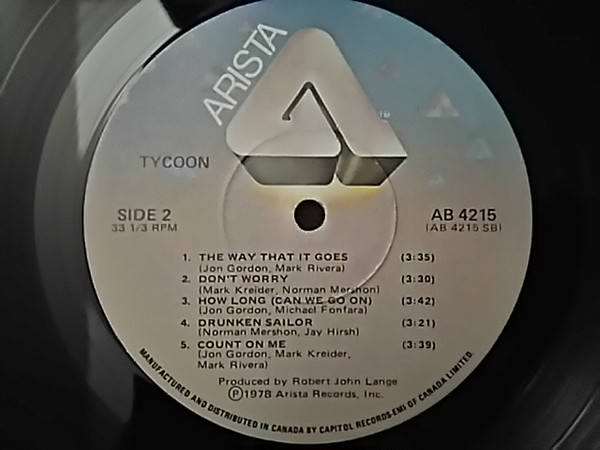 ARISTA
TM
TYCOON
SIDE 2
33 1/3 RPM
AB 4215
(AB 4215 SB)
1. THE WAY THAT IT GOES (3:35)
(Jon Gordon, Mark Rivera)
2. DON'T WORRY (3:30)
(Mark Kreider, Norman Mershon)
3. HOW LONG (CAN WE GO ON) (3:42)
(Jon Gordon, Michael Fonfara)
4. DRUNKEN SAILOR (3:21)
(Norman Mershon, Jay Hirsh)
5. COUNT ON ME (3:39)
(Jon Gordon, Mark Kreider,
Mark Rivera)
Produced by Robert John Lange
Ⓟ1978 Arista Records, Inc.
MANUFACTURED AND DISTRIBUTED IN CANADA BY CAPITOL RECORDS-EMI OF CANADA LIMITED.